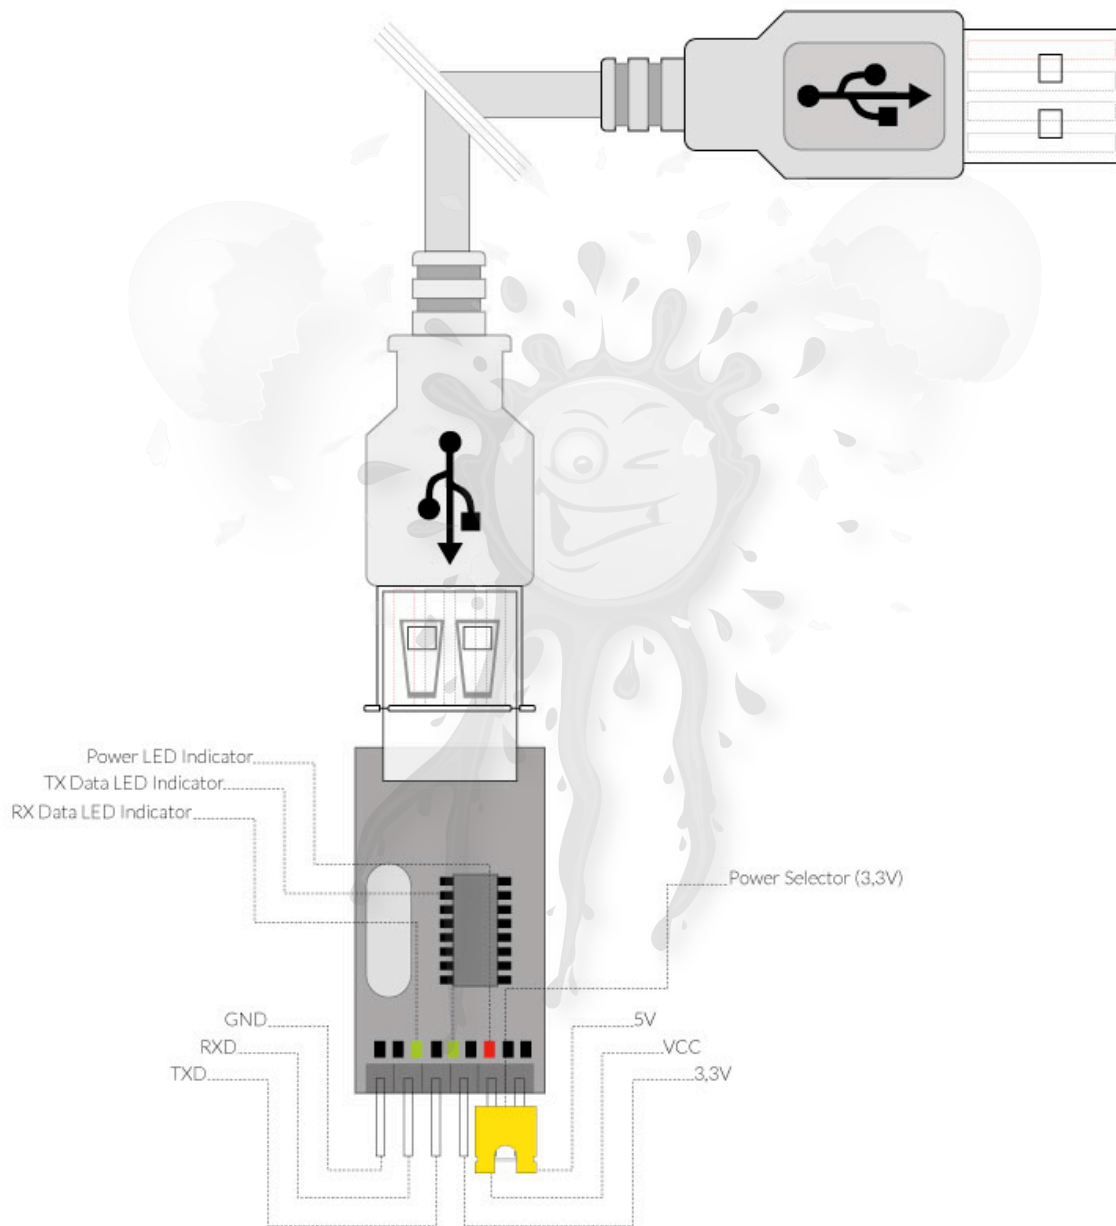 Power LED Indicator
TX Data LED Indicator
RX Data LED Indicator
Power Selector (3,3V)
GND
5V
RXD
VCC
TXD
3,3V